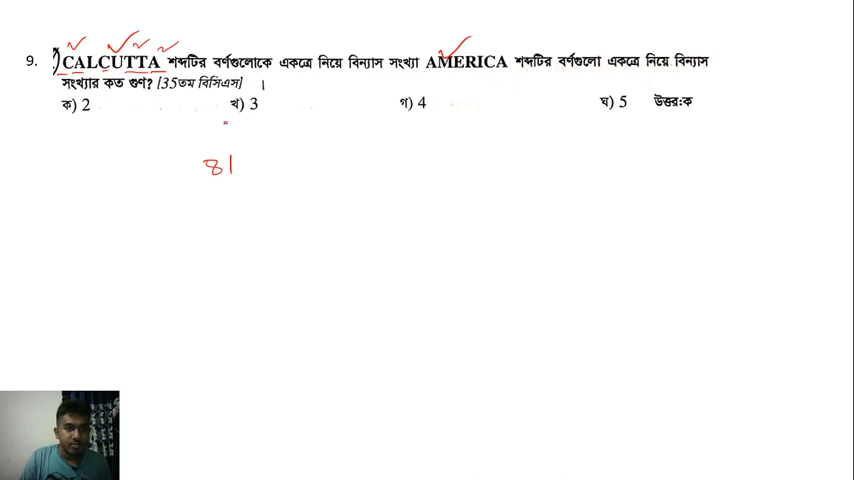 9. CALCUTTA শব্দটির বর্ণগুলোকে একত্রে নিয়ে বিন্যাস সংখ্যা AMERICA শব্দটির বর্ণগুলো একত্রে নিয়ে বিন্যাস
সংখ্যার কত গুণ? [35তম বিসিএস] ।
ক) 2 খ) 3 গ) 4 ঘ) 5 উত্তর:ক
8|